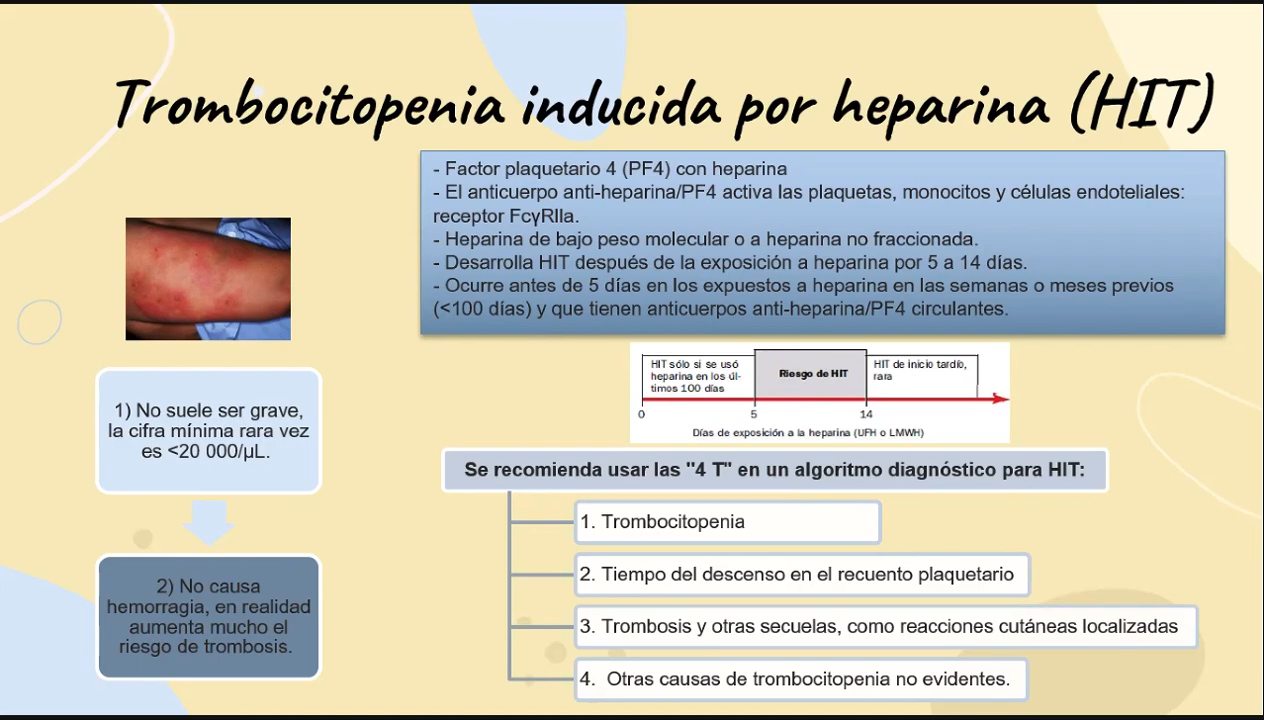 Trombocitopenia inducida por heparina (HIT)
- Factor plaquetario 4 (PF4) con heparina
- El anticuerpo anti-heparina/PF4 activa las plaquetas, monocitos y células endoteliales:
receptor FcγRIIa.
- Heparina de bajo peso molecular o a heparina no fraccionada.
- Desarrolla HIT después de la exposición a heparina por 5 a 14 días.
- Ocurre antes de 5 días en los expuestos a heparina en las semanas o meses previos
(<100 días) y que tienen anticuerpos anti-heparina/PF4 circulantes.
1) No suele ser grave,
la cifra mínima rara vez
es <20 000/μL.
2) No causa
hemorragia, en realidad
aumenta mucho el
riesgo de trombosis.
HIT sólo si se usó
heparina en los úl-
timos 100 días
Riesgo de HIT
HIT de inicio tardío,
rara
0
5
14
Días de exposición a la heparina (UFH o LMWH)
Se recomienda usar las "4 T" en un algoritmo diagnóstico para HIT:
1. Trombocitopenia
2. Tiempo del descenso en el recuento plaquetario
3. Trombosis y otras secuelas, como reacciones cutáneas localizadas
4. Otras causas de trombocitopenia no evidentes.